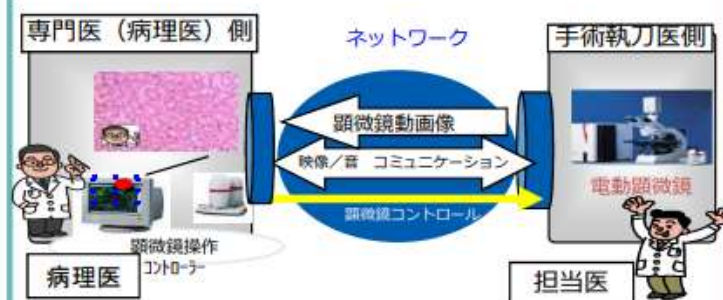 専門医（病理医）側
ネットワーク
手術執刀医側
顕微鏡動画像
映像／音　コミュニケーション
電動顕微鏡
顕微鏡コントロール
顕微鏡操作
コントローラー
病理医
担当医